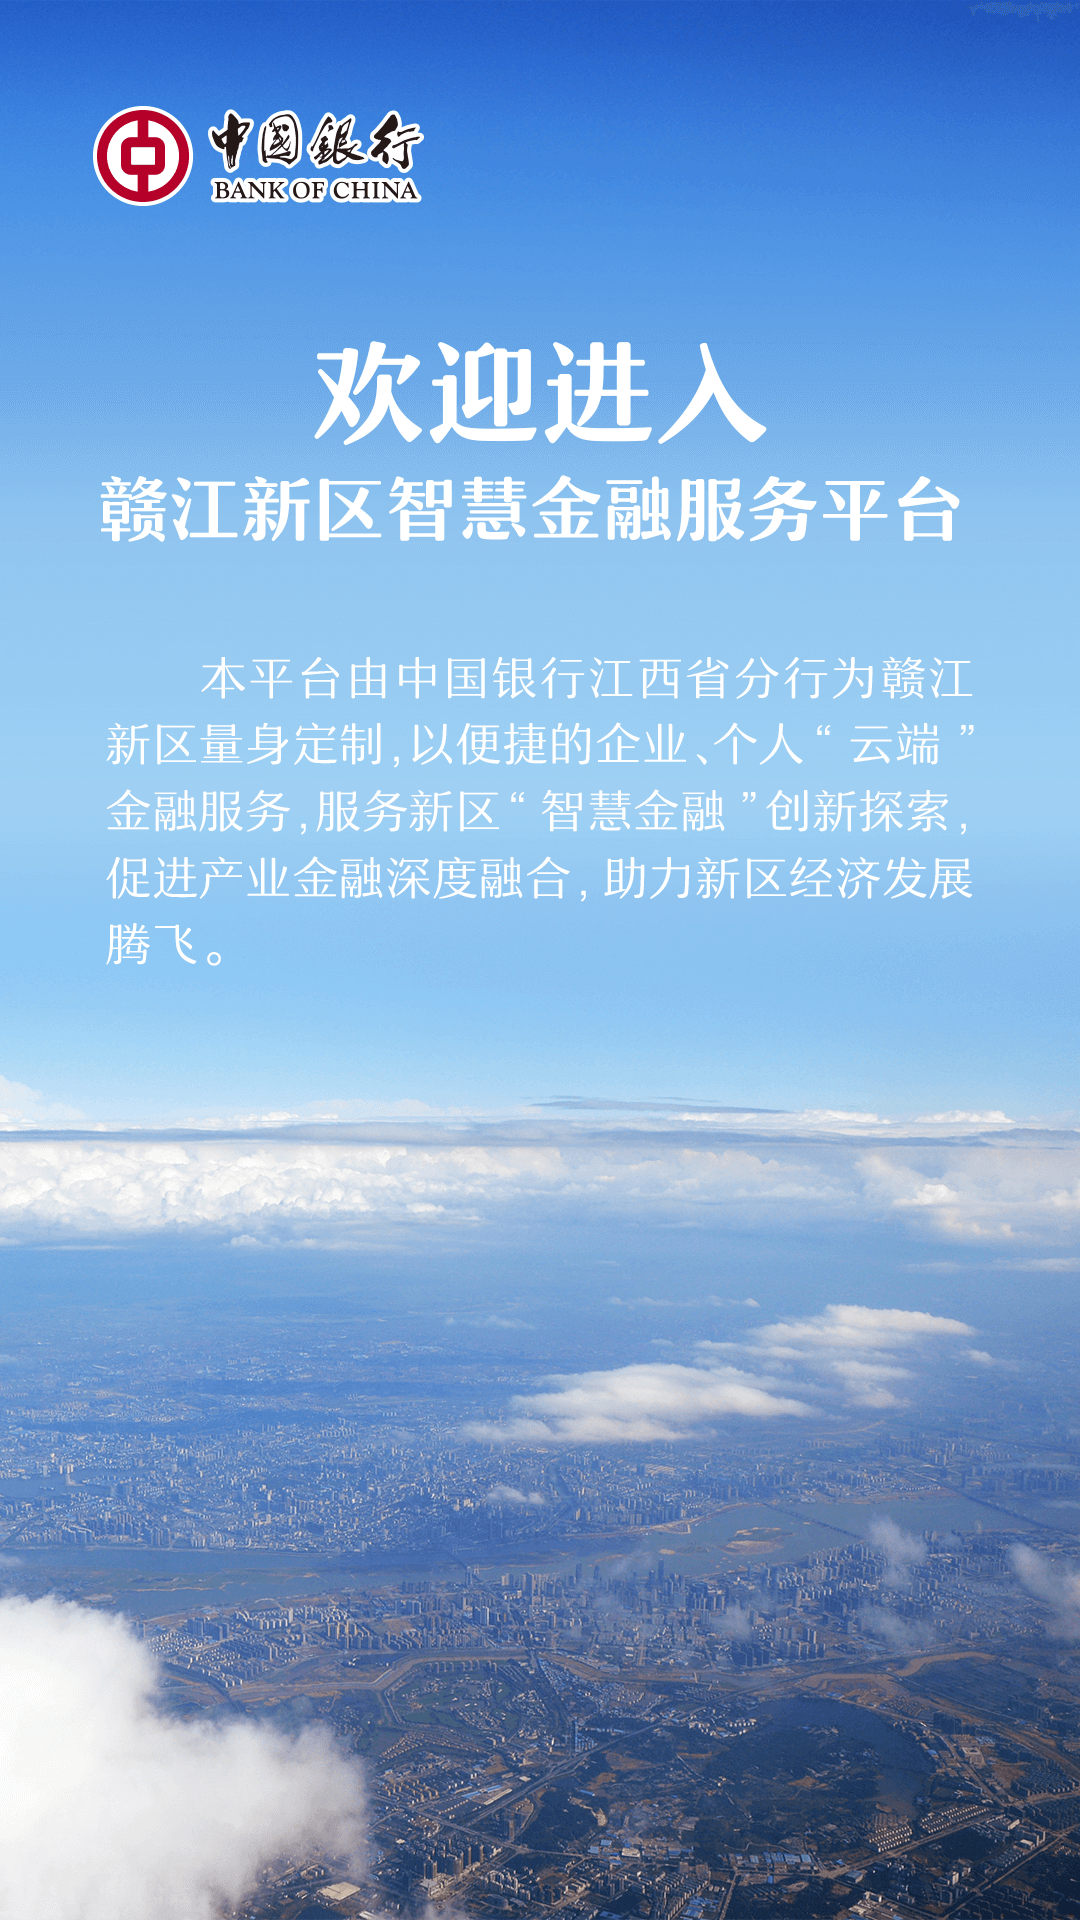 中国銀行
BANK OF CHINA
欢迎进入
赣江新区智慧金融服务平台
本平台由中国银行江西省分行为赣江
新区量身定制,以便捷的企业、个人“云端”
金融服务,服务新区“智慧金融”创新探索,
促进产业金融深度融合,助力新区经济发展
腾飞。